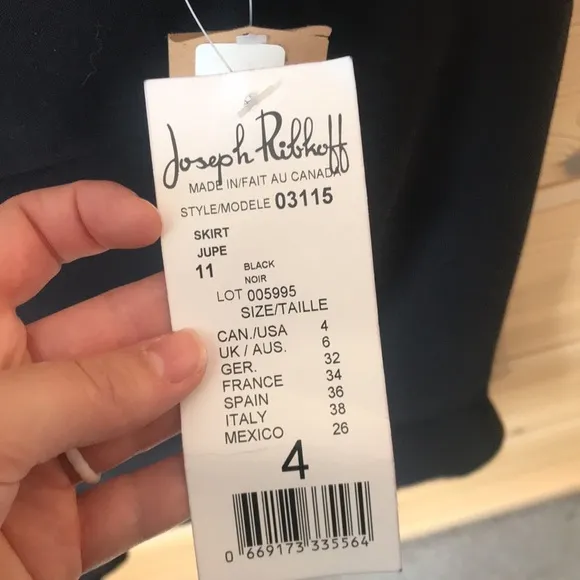 Joseph Ribkoff
MADE IN/FAIT AU CANADA
STYLE/MODELE 03115
SKIRT
JUPE
11 BLACK
NOIR
LOT 005995
SIZE/TAILLE
CAN./USA 4
UK / AUS. 6
GER. 32
FRANCE 34
SPAIN 36
ITALY 38
MEXICO 26
4
0 669173 335564